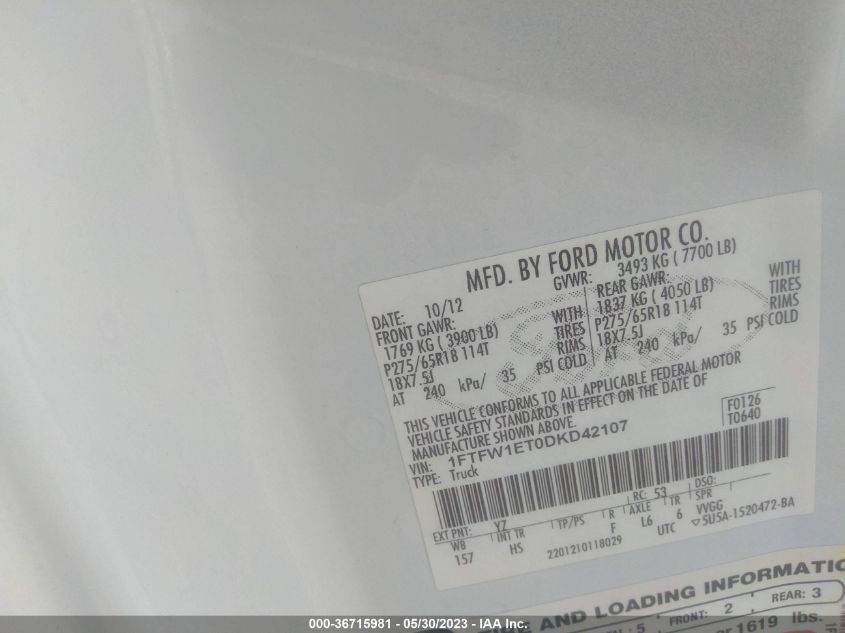 MFD. BY FORD MOTOR CO.
DATE: 10/12 GVWR: 3493 KG ( 7700 LB)
FRONT GAWR: REAR GAWR:
1769 KG ( 3900 LB) WITH 1837 KG ( 4050 LB) WITH
P275/65R18 114T TIRES P275/65R18 114T TIRES
18X7.5J RIMS 18X7.5J RIMS
AT 240 kPa/ 35 PSI COLD AT 240 kPa/ 35 PSI COLD
THIS VEHICLE CONFORMS TO ALL APPLICABLE FEDERAL MOTOR
VEHICLE SAFETY STANDARDS IN EFFECT ON THE DATE OF
MANUFACTURE SHOWN ABOVE.
VIN: 1FTFW1ET0DKD42107 F0126
TYPE: Truck T0640
EXT PNT: YZ RC: 53 DSO:
WB INT TR TP/PS R AXLE TR SPR
157 HS F L6 6 VVGG
2201210118029 UTC 5U5A-1520472-BA
AND LOADING INFORMATIO
5 FRONT: 2 REAR: 3
1619 lbs.
000-36715981 - 05/30/2023 - IAA Inc.